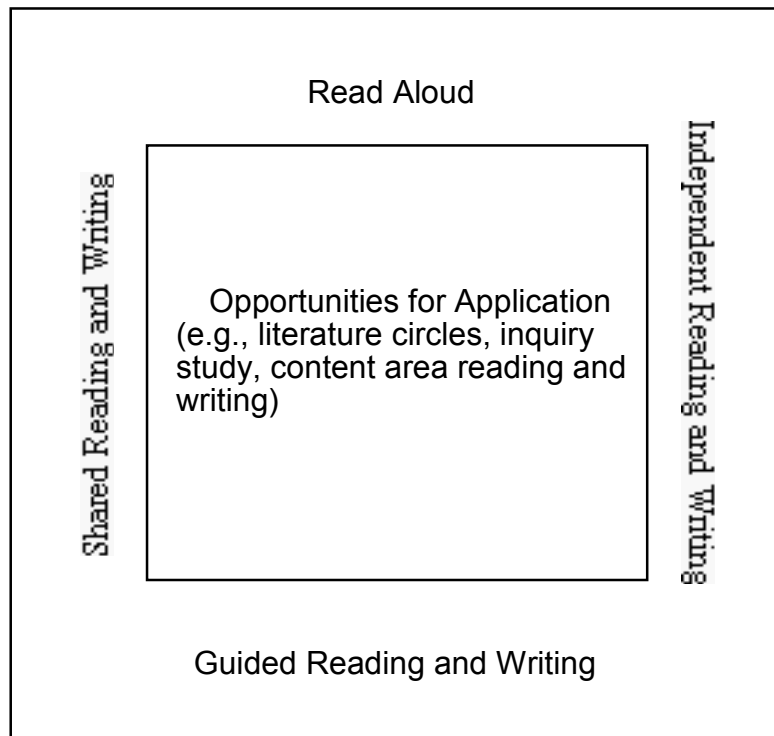 Read Aloud
Shared Reading and Writing
Independent Reading and Writing
Opportunities for Application
(e.g., literature circles, inquiry
study, content area reading and
writing)
Guided Reading and Writing